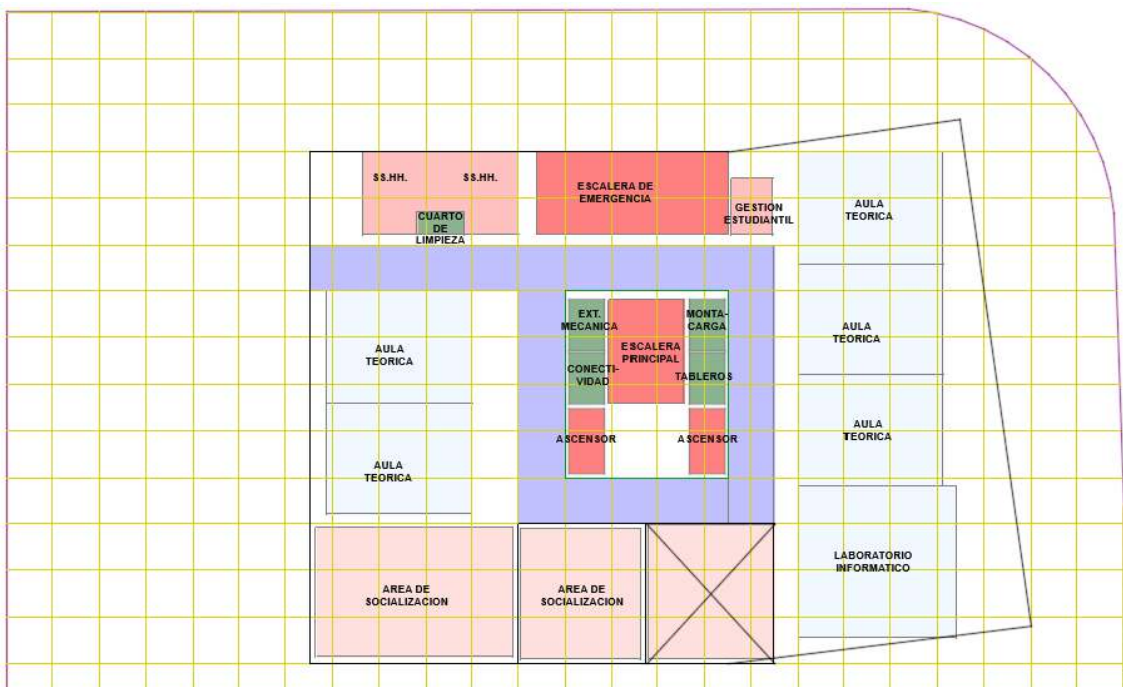 SS.HH.
SS.HH.
CUARTO
DE
LIMPIEZA
ESCALERA DE
EMERGENCIA
GESTION
ESTUDIANTIL
AULA
TEORICA
EXT.
MECANICA
MONTA-
CARGA
ESCALERA
PRINCIPAL
CONECTI-
VIDAD
TABLEROS
AULA
TEORICA
AULA
TEORICA
ASCENSOR
ASCENSOR
AULA
TEORICA
AULA
TEORICA
AREA DE
SOCIALIZACION
AREA DE
SOCIALIZACION
LABORATORIO
INFORMATICO